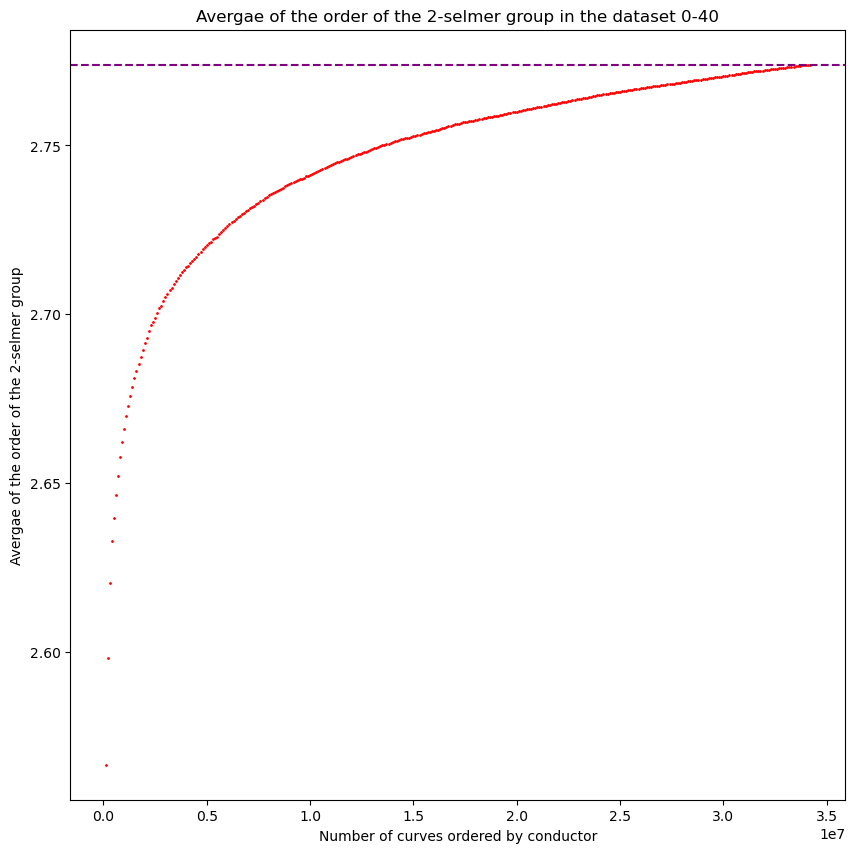 Avergae of the order of the 2-selmer group in the dataset 0-40
Avergae of the order of the 2-selmer group
2.75
2.70
2.65
2.60
0.0 0.5 1.0 1.5 2.0 2.5 3.0 3.5
1e7
Number of curves ordered by conductor